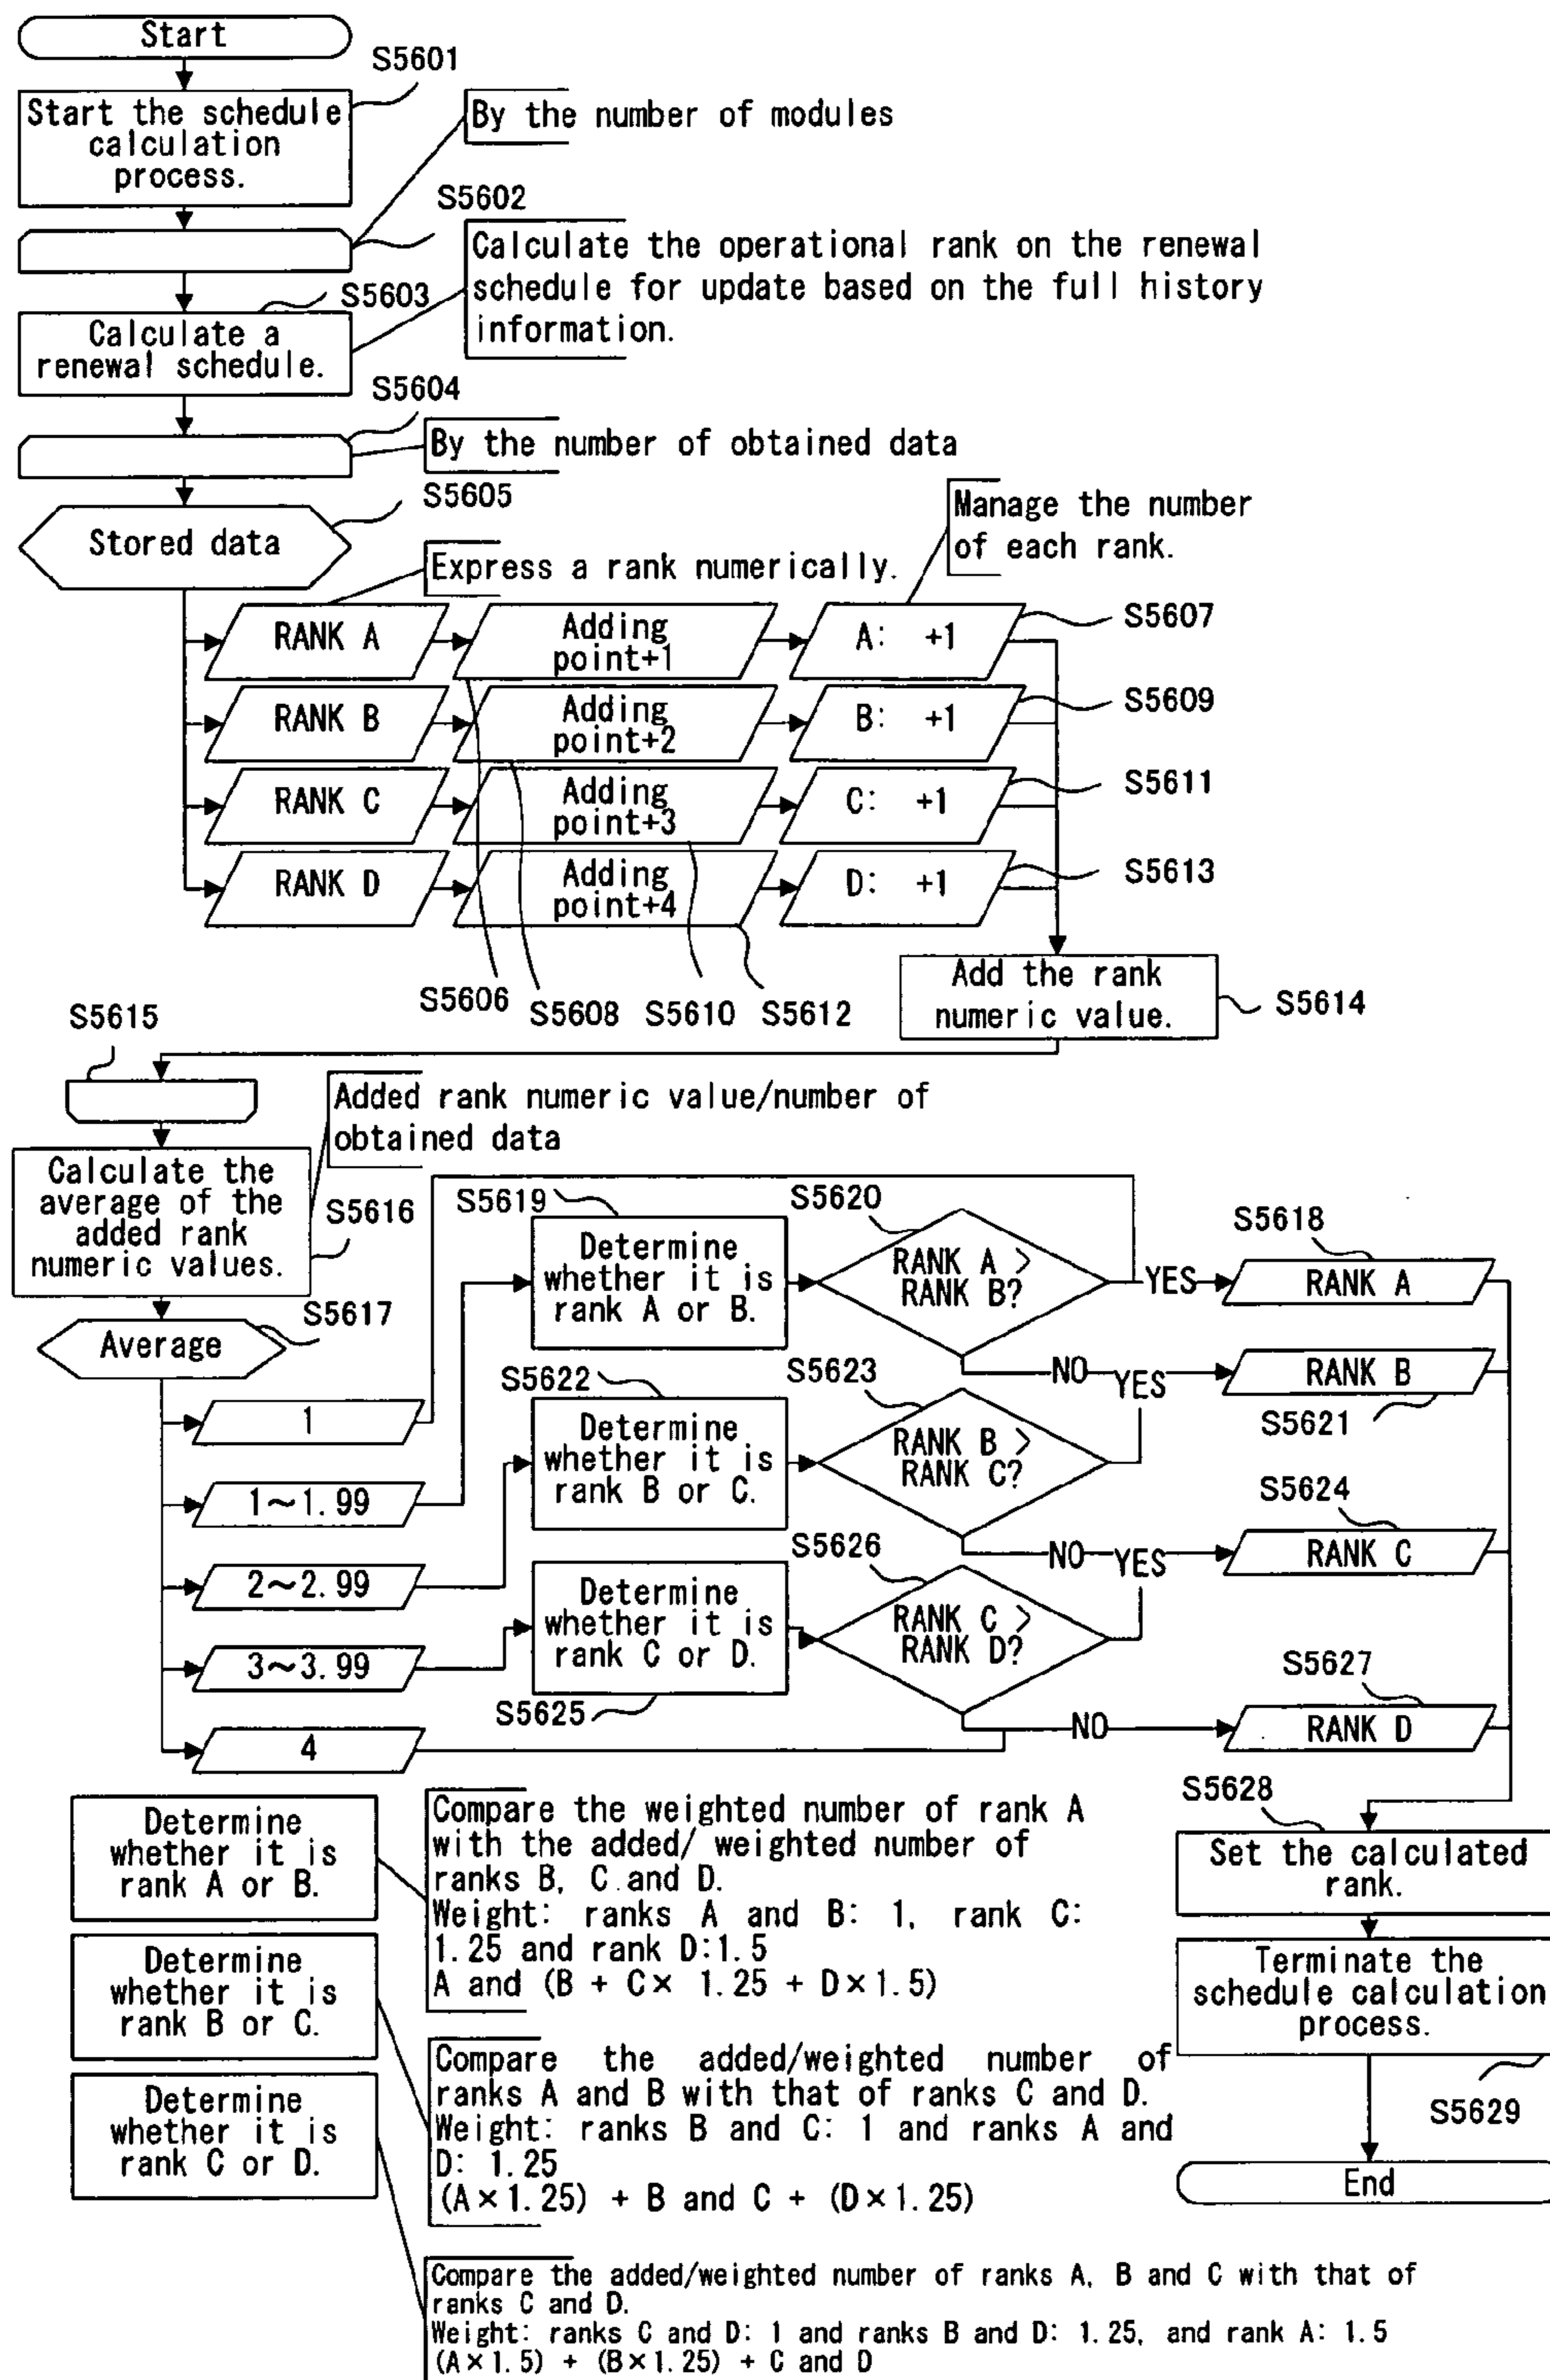 Start
S5601
Start the schedule
calculation
process.
By the number of modules
S5602
Calculate the operational rank on the renewal
schedule for update based on the full history
information.
S5603
Calculate a
renewal schedule.
S5604
By the number of obtained data
S5605
Stored data
Manage the number
of each rank.
Express a rank numerically.
RANK A
Adding
point+1
A: +1
S5607
RANK B
Adding
point+2
B: +1
S5609
RANK C
Adding
point+3
C: +1
S5611
RANK D
Adding
point+4
D: +1
S5613
S5606
S5608
S5610
S5612
Add the rank
numeric value.
S5614
S5615
Added rank numeric value/number of
obtained data
Calculate the
average of the
added rank
numeric values.
S5616
S5617
Average
S5619
Determine
whether it is
rank A or B.
S5620
RANK A >
RANK B?
YES
S5618
RANK A
NO
RANK B
S5621
1
1~1.99
2~2.99
3~3.99
4
S5622
Determine
whether it is
rank B or C.
S5623
RANK B >
RANK C?
YES
S5624
NO
RANK C
Determine
whether it is
rank C or D.
S5625
S5626
RANK C >
RANK D?
YES
S5627
NO
RANK D
S5628
Set the calculated
rank.
Terminate the
schedule calculation
process.
S5629
End
Determine
whether it is
rank A or B.
Compare the weighted number of rank A
with the added/ weighted number of
ranks B, C and D.
Weight: ranks A and B: 1, rank C:
1.25 and rank D:1.5
A and (B + C× 1.25 + D×1.5)
Determine
whether it is
rank B or C.
Compare the added/weighted number of
ranks A and B with that of ranks C and D.
Weight: ranks B and C: 1 and ranks A and
D: 1.25
(A×1.25) + B and C + (D×1.25)
Determine
whether it is
rank C or D.
Compare the added/weighted number of ranks A, B and C with that of
ranks C and D.
Weight: ranks C and D: 1 and ranks B and D: 1.25, and rank A: 1.5
(A×1.5) + (B×1.25) + C and D